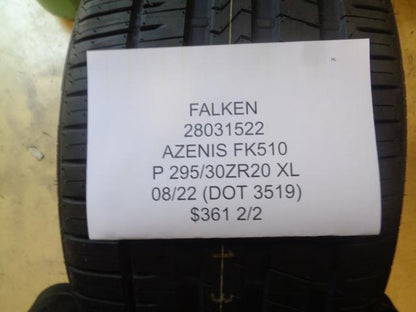 FALKEN
28031522
AZENIS FK510
P 295/30ZR20 XL
08/22 (DOT 3519)
$361 2/2